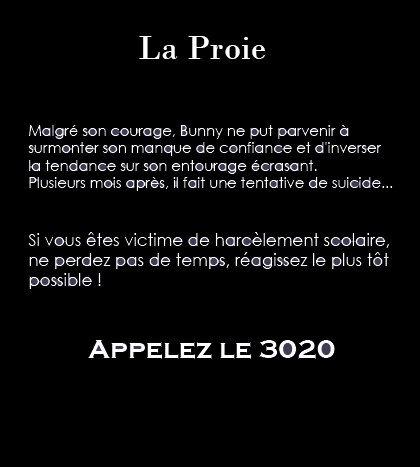 La Proie
Malgré son courage, Bunny ne put parvenir à
surmonter son manque de confiance et d'inverser
la tendance sur son entourage écrasant.
Plusieurs mois après, il fait une tentative de suicide...
Si vous êtes victime de harcèlement scolaire,
ne perdez pas de temps, réagissez le plus tôt
possible !
Appelez le 3020